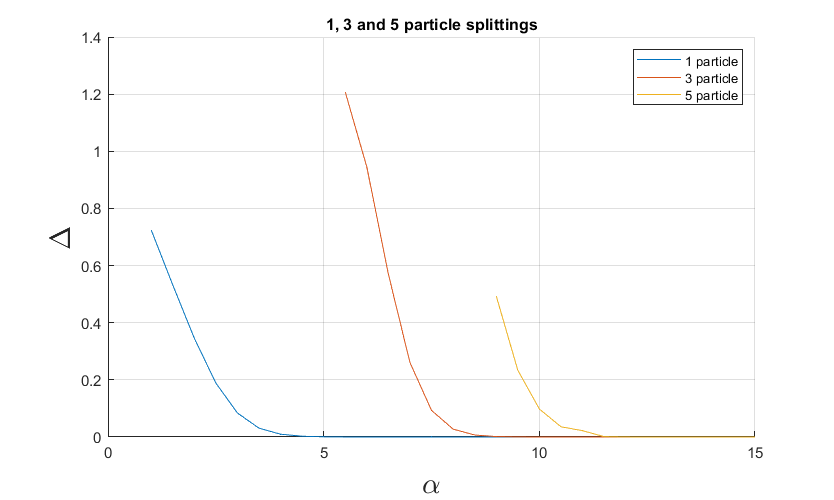 1, 3 and 5 particle splittings
1.4
1 particle
3 particle
5 particle
1.2
1
0.8
Δ
0.6
0.4
0.2
0
0 5 10 15
α